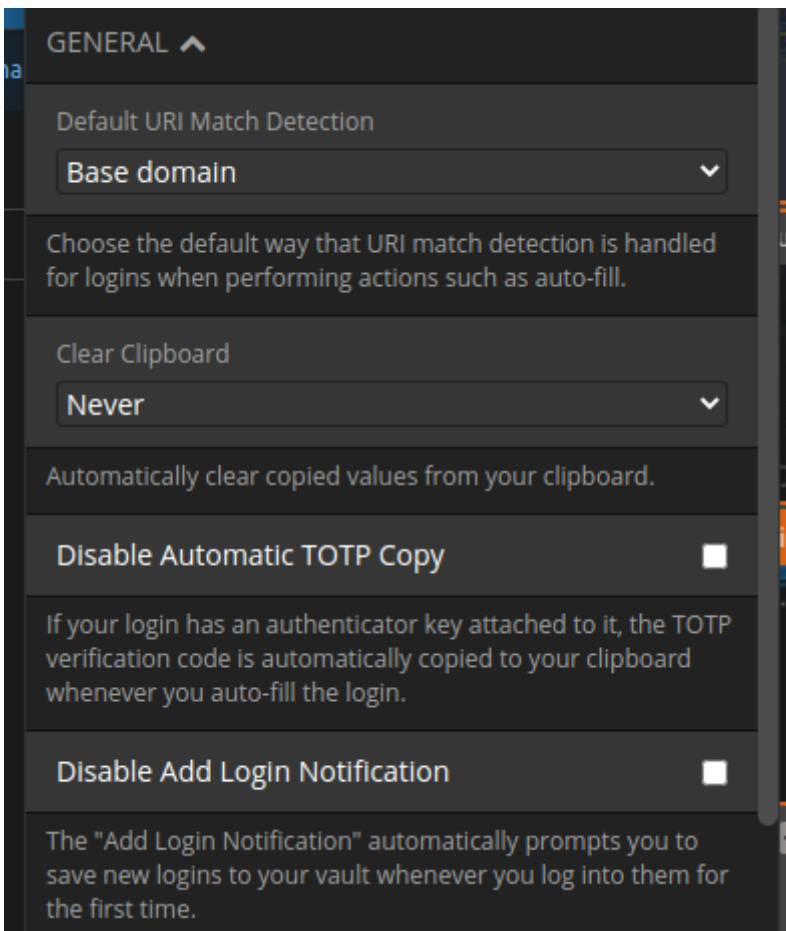 GENERAL
Default URI Match Detection
Base domain
Choose the default way that URI match detection is handled
for logins when performing actions such as auto-fill.
Clear Clipboard
Never
Automatically clear copied values from your clipboard.
Disable Automatic TOTP Copy
If your login has an authenticator key attached to it, the TOTP
verification code is automatically copied to your clipboard
whenever you auto-fill the login.
Disable Add Login Notification
The "Add Login Notification" automatically prompts you to
save new logins to your vault whenever you log into them for
the first time.